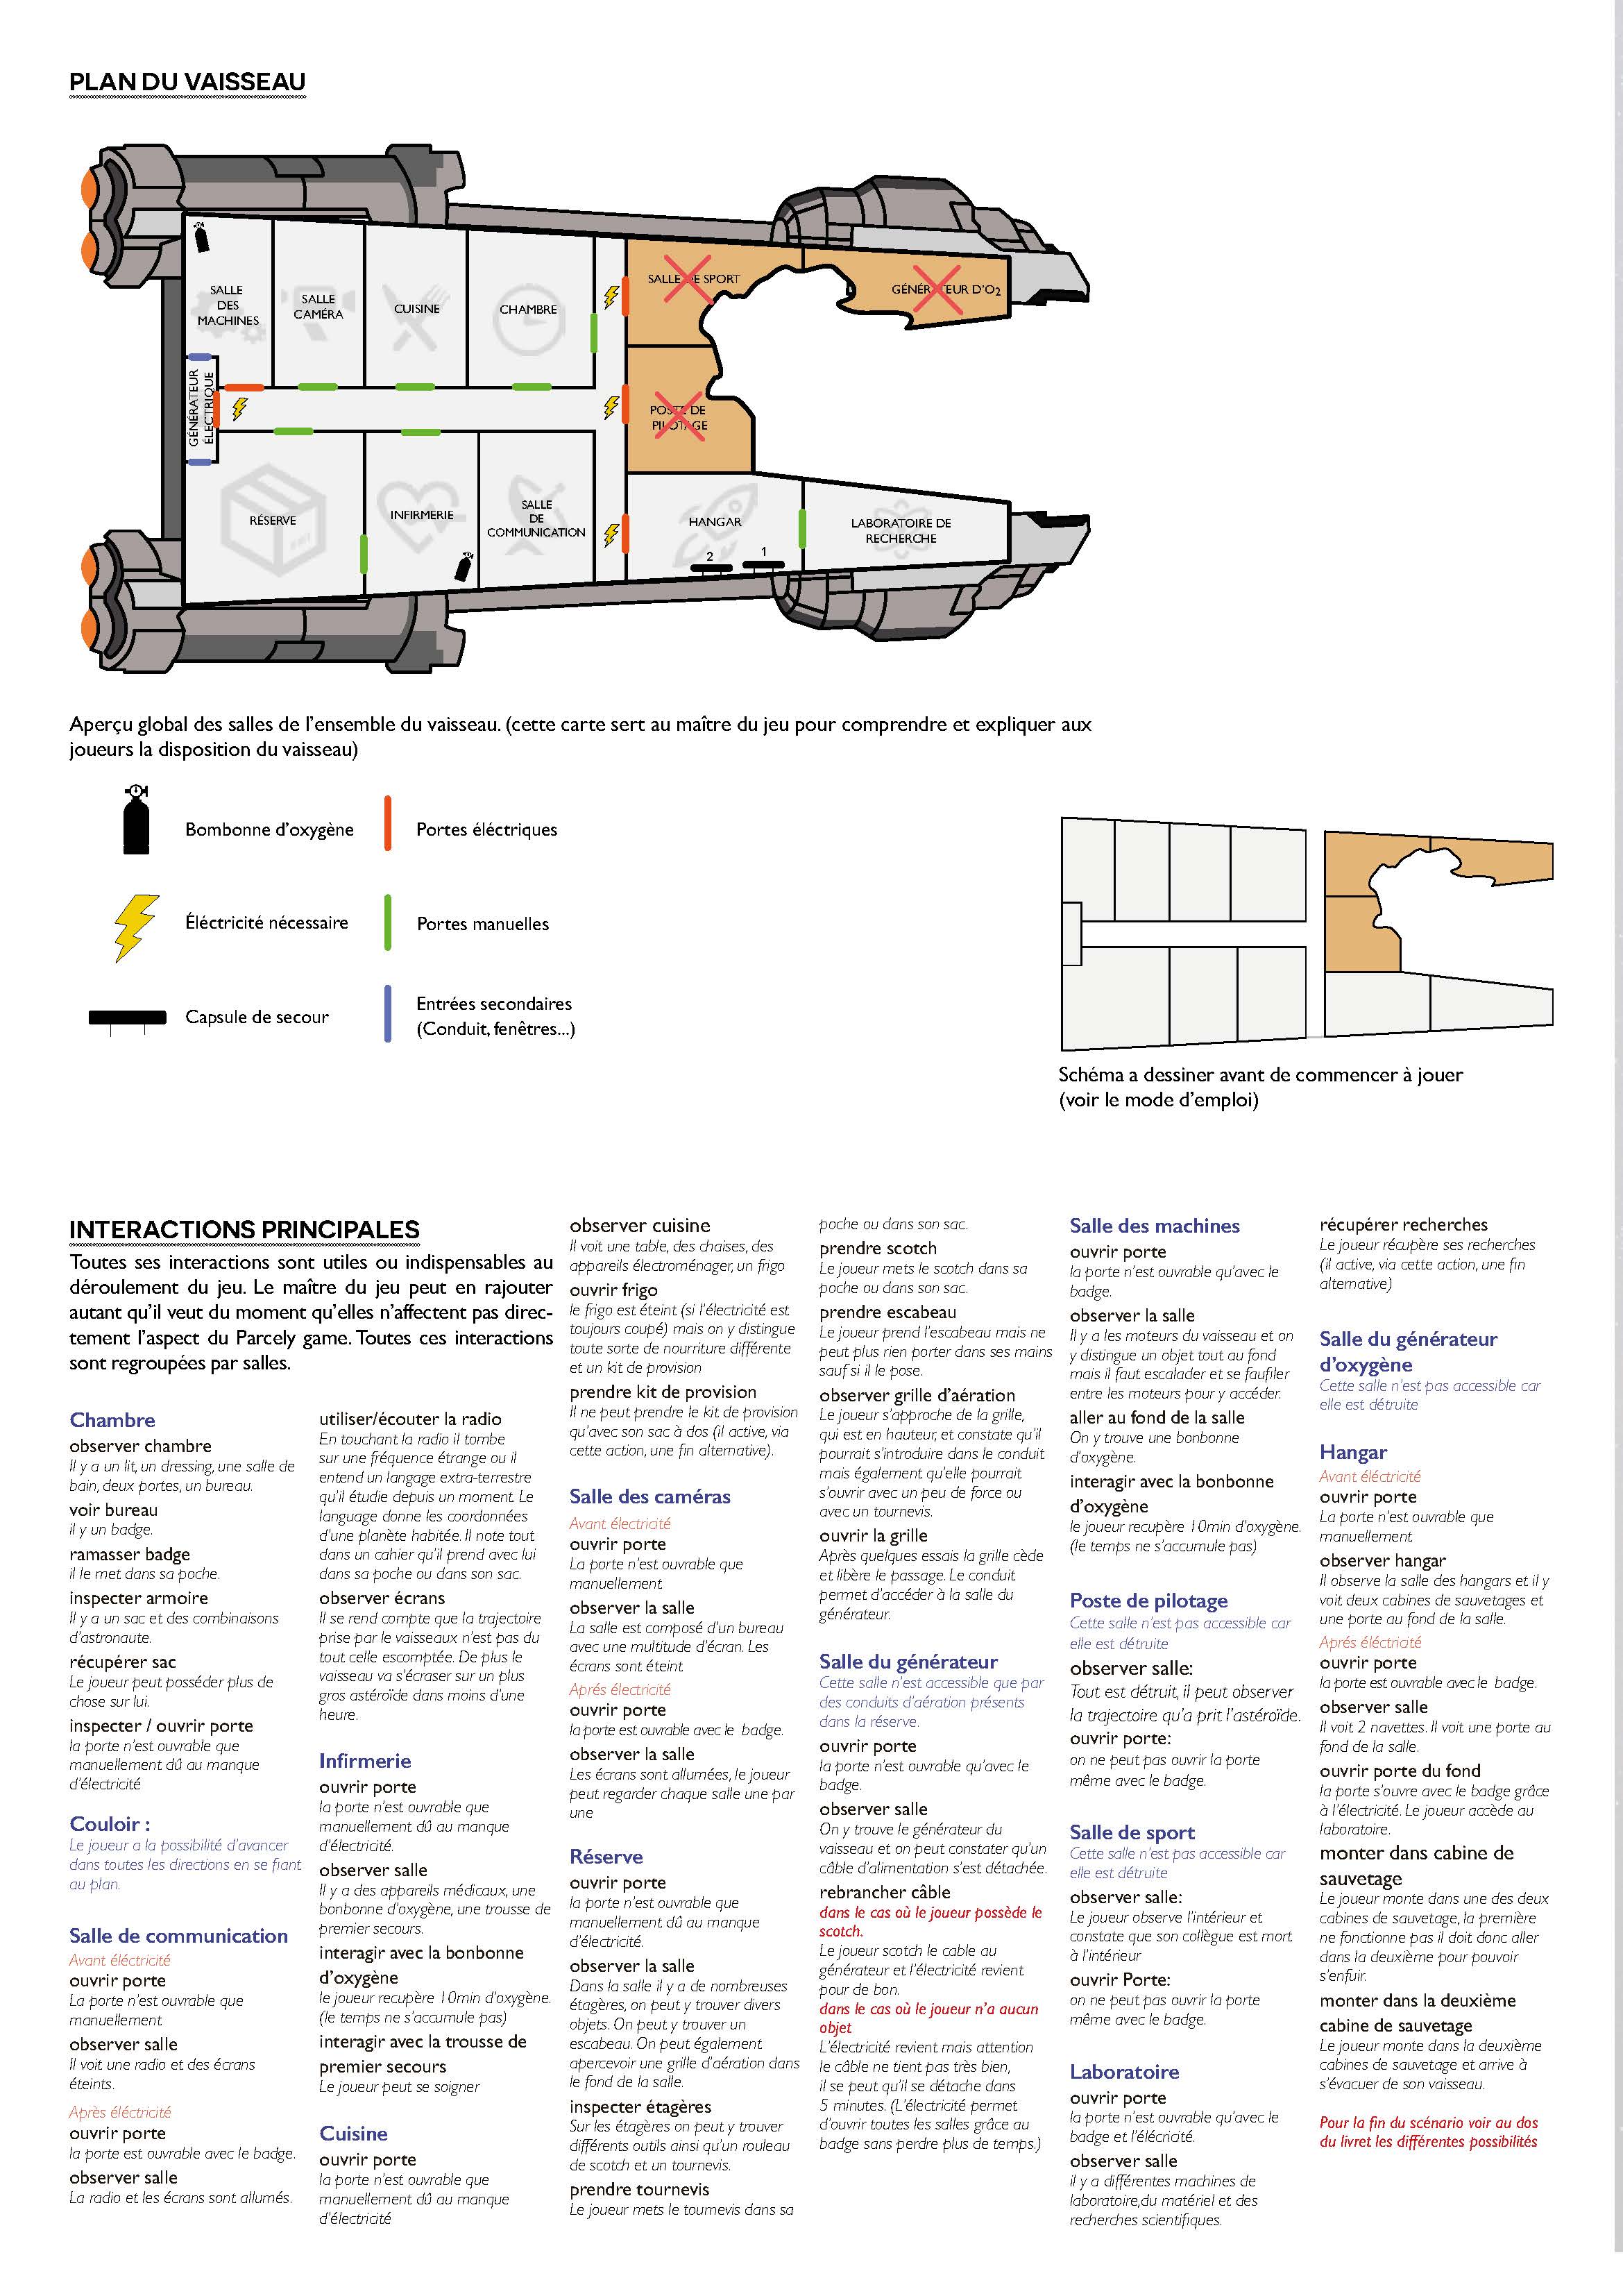 PLAN DU VAISSEAU
SALLE
DES
MACHINES
SALLE
CAMÉRA
CUISINE
CHAMBRE
SALLE DE SPORT
GÉNÉRATEUR D'O2
GÉNÉRATEUR
ÉLECTRIQUE
POSTE DE
PILOTAGE
RÉSERVE
INFIRMERIE
SALLE
DE
COMMUNICATION
HANGAR
2
1
LABORATOIRE DE
RECHERCHE
Aperçu global des salles de l'ensemble du vaisseau. (cette carte sert au maître du jeu pour comprendre et expliquer aux
joueurs la disposition du vaisseau)
Bombonne d'oxygène
Portes éléctriques
Éléctricité nécessaire
Portes manuelles
Capsule de secour
Entrées secondaires
(Conduit, fenêtres...)
Schéma a dessiner avant de commencer à jouer
(voir le mode d'emploi)
INTERACTIONS PRINCIPALES
Toutes ses interactions sont utiles ou indispensables au
déroulement du jeu. Le maître du jeu peut en rajouter
autant qu'il veut du moment qu'elles n'affectent pas direc-
tement l'aspect du Parcely game. Toutes ces interactions
sont regroupées par salles.
Chambre
observer chambre
Il y a un lit, un dressing, une salle de
bain, deux portes, un bureau.
voir bureau
il y un badge.
ramasser badge
il le met dans sa poche.
inspecter armoire
Il y a un sac et des combinaisons
d'astronaute.
récupérer sac
Le joueur peut posséder plus de
chose sur lui.
inspecter / ouvrir porte
la porte n'est ouvrable que
manuellement dû au manque
d'électricité
Couloir :
Le joueur a la possibilité d'avancer
dans toutes les directions en se fiant
au plan.
Salle de communication
Avant éléctricité
ouvrir porte
La porte n'est ouvrable que
manuellement
observer salle
Il voit une radio et des écrans
éteints.
Après éléctricité
ouvrir porte
la porte est ouvrable avec le badge.
observer salle
La radio et les écrans sont allumés.
utiliser/écouter la radio
En touchant la radio il tombe
sur une fréquence étrange ou il
entend un langage extra-terrestre
qu'il étudie depuis un moment. Le
language donne les coordonnées
d'une planète habitée. Il note tout
dans un cahier qu'il prend avec lui
dans sa poche ou dans son sac.
observer écrans
Il se rend compte que la trajectoire
prise par le vaisseaux n'est pas du
tout celle escomptée. De plus le
vaisseau va s'écraser sur un plus
gros astéroïde dans moins d'une
heure.
Infirmerie
ouvrir porte
la porte n'est ouvrable que
manuellement dû au manque
d'électricité.
observer salle
Il y a des appareils médicaux, une
bonbonne d'oxygène, une trousse de
premier secours.
interagir avec la bonbonne
d'oxygène
le joueur recupère 10min d'oxygène.
(le temps ne s'accumule pas)
interagir avec la trousse de
premier secours
Le joueur peut se soigner
Cuisine
ouvrir porte
la porte n'est ouvrable que
manuellement dû au manque
d'électricité
observer cuisine
Il voit une table, des chaises, des
appareils électroménager, un frigo
ouvrir frigo
le frigo est éteint (si l'électricité est
toujours coupé) mais on y distingue
toute sorte de nourriture différente
et un kit de provision
prendre kit de provision
Il ne peut prendre le kit de provision
qu'avec son sac à dos (il active, via
cette action, une fin alternative).
Salle des caméras
Avant électricité
ouvrir porte
La porte n'est ouvrable que
manuellement
observer la salle
La salle est composé d'un bureau
avec une multitude d'écran. Les
écrans sont éteint
Aprés électricité
ouvrir porte
la porte est ouvrable avec le badge.
observer la salle
Les écrans sont allumées, le joueur
peut regarder chaque salle une par
une
Réserve
ouvrir porte
la porte n'est ouvrable que
manuellement dû au manque
d'électricité.
observer la salle
Dans la salle il y a de nombreuses
étagères, on peut y trouver divers
objets. On peut y trouver un
escabeau. On peut également
apercevoir une grille d'aération dans
le fond de la salle.
inspecter étagères
Sur les étagères on peut y trouver
différents outils ainsi qu'un rouleau
de scotch et un tournevis.
prendre tournevis
Le joueur mets le tournevis dans sa
poche ou dans son sac.
prendre scotch
Le joueur mets le scotch dans sa
poche ou dans son sac.
prendre escabeau
Le joueur prend l'escabeau mais ne
peut plus rien porter dans ses mains
sauf si il le pose.
observer grille d'aération
Le joueur s'approche de la grille,
qui est en hauteur, et constate qu'il
pourrait s'introduire dans le conduit
mais également qu'elle pourrait
s'ouvrir avec un peu de force ou
avec un tournevis.
ouvrir la grille
Après quelques essais la grille cède
et libère le passage. Le conduit
permet d'accéder à la salle du
générateur.
Salle du générateur
Cette salle n'est accessible que par
des conduits d'aération présents
dans la réserve.
ouvrir porte
la porte n'est ouvrable qu'avec le
badge.
observer salle
On y trouve le générateur du
vaisseau et on peut constater qu'un
câble d'alimentation s'est détachée.
rebrancher câble
dans le cas où le joueur possède le
scotch.
Le joueur scotch le cable au
générateur et l'électricité revient
pour de bon.
dans le cas où le joueur n'a aucun
objet
L'électricité revient mais attention
le câble ne tient pas très bien,
il se peut qu'il se détache dans
5 minutes. (L'électricité permet
d'ouvrir toutes les salles grâce au
badge sans perdre plus de temps.)
Salle des machines
ouvrir porte
la porte n'est ouvrable qu'avec le
badge.
observer la salle
Il y a les moteurs du vaisseau et on
y distingue un objet tout au fond
mais il faut escalader et se faufiler
entre les moteurs pour y accéder.
aller au fond de la salle
On y trouve une bonbonne
d'oxygène.
interagir avec la bonbonne
d'oxygène
le joueur recupère 10min d'oxygène.
(le temps ne s'accumule pas)
Poste de pilotage
Cette salle n'est pas accessible car
elle est détruite
observer salle:
Tout est détruit, il peut observer
la trajectoire qu'a prit l'astéroïde.
ouvrir porte:
on ne peut pas ouvrir la porte
même avec le badge.
Salle de sport
Cette salle n'est pas accessible car
elle est détruite
observer salle:
Le joueur observe l'intérieur et
constate que son collègue est mort
à l'intérieur
ouvrir Porte:
on ne peut pas ouvrir la porte
même avec le badge.
Laboratoire
ouvrir porte
la porte n'est ouvrable qu'avec le
badge et l'élécricité.
observer salle
il y a différentes machines de
laboratoire,du matériel et des
recherches scientifiques.
récupérer recherches
Le joueur récupère ses recherches
(il active, via cette action, une fin
alternative)
Salle du générateur
d'oxygène
Cette salle n'est pas accessible car
elle est détruite
Hangar
Avant éléctricité
ouvrir porte
La porte n'est ouvrable que
manuellement
observer hangar
Il observe la salle des hangars et il y
voit deux cabines de sauvetages et
une porte au fond de la salle.
Aprés éléctricité
ouvrir porte
la porte est ouvrable avec le badge.
observer salle
Il voit 2 navettes. Il voit une porte au
fond de la salle.
ouvrir porte du fond
la porte s'ouvre avec le badge grâce
à l'électricité. Le joueur accède au
laboratoire.
monter dans cabine de
sauvetage
Le joueur monte dans une des deux
cabines de sauvetage, la première
ne fonctionne pas il doit donc aller
dans la deuxième pour pouvoir
s'enfuir.
monter dans la deuxième
cabine de sauvetage
Le joueur monte dans la deuxième
cabines de sauvetage et arrive à
s'évacuer de son vaisseau.
Pour la fin du scénario voir au dos
du livret les différentes possibilités